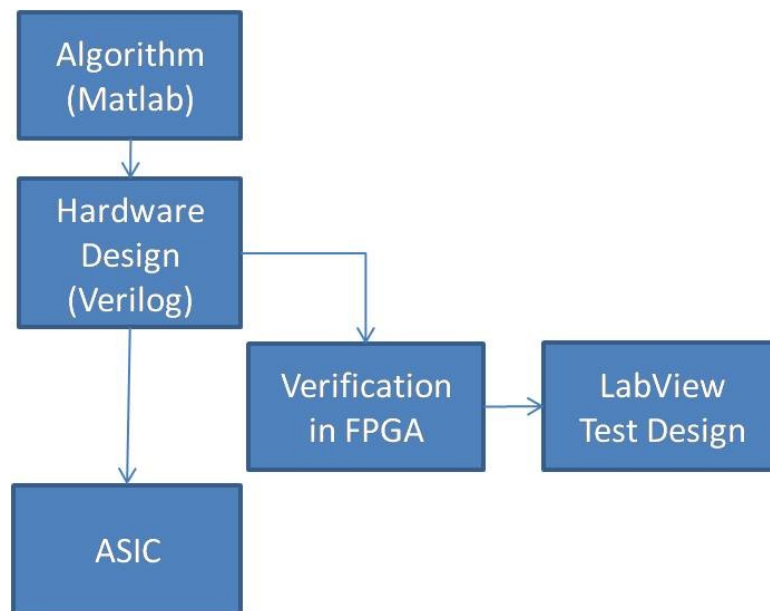 Algorithm
(Matlab)
Hardware
Design
(Verilog)
Verification
in FPGA
LabView
Test Design
ASIC